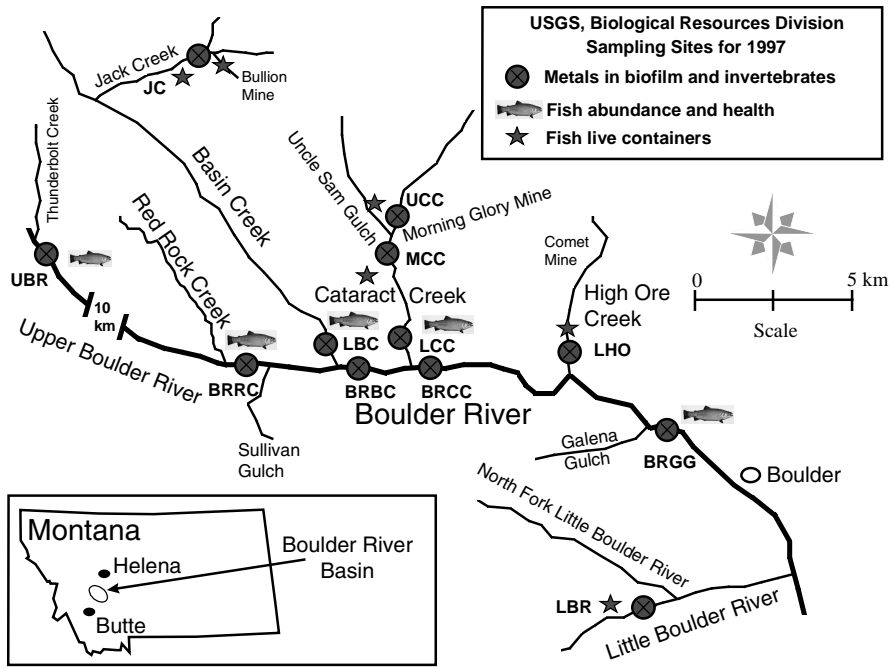 USGS, Biological Resources Division
Sampling Sites for 1997
Metals in biofilm and invertebrates
Fish abundance and health
Fish live containers
Jack Creek
JC
Bullion
Mine
Thunderbolt Creek
Basin Creek
Uncle Sam Gulch
UCC
Morning Glory Mine
MCC
Red Rock Creek
UBR
Cataract
Creek
Comet
Mine
High Ore
Creek
0
5 km
Scale
10
km
Upper Boulder River
LBC
LCC
LHO
BRRC
BRBC
BRCC
Boulder River
Sullivan
Gulch
Galena
Gulch
BRGG
Boulder
North Fork Little Boulder River
LBR
Little Boulder River
Montana
Helena
Butte
Boulder River
Basin